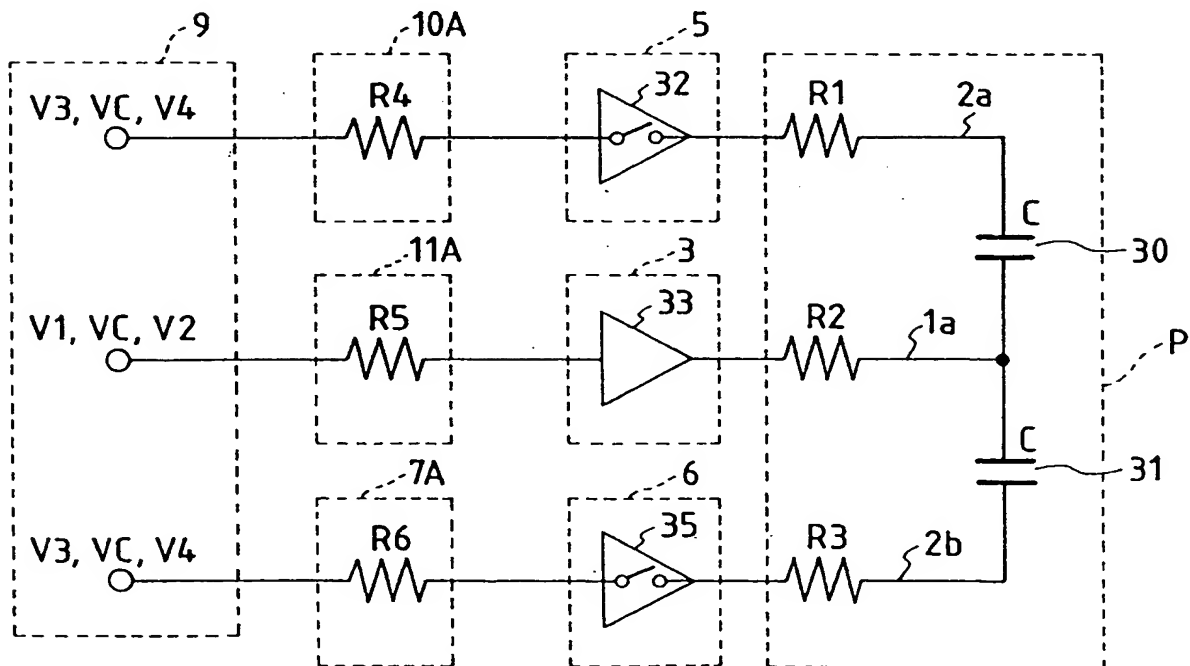 9
10A
5
V3, VC, V4
R4
32
R1
2a
C
30
11A
3
V1, VC, V2
R5
33
R2
1a
P
C
31
7A
6
V3, VC, V4
R6
35
R3
2b